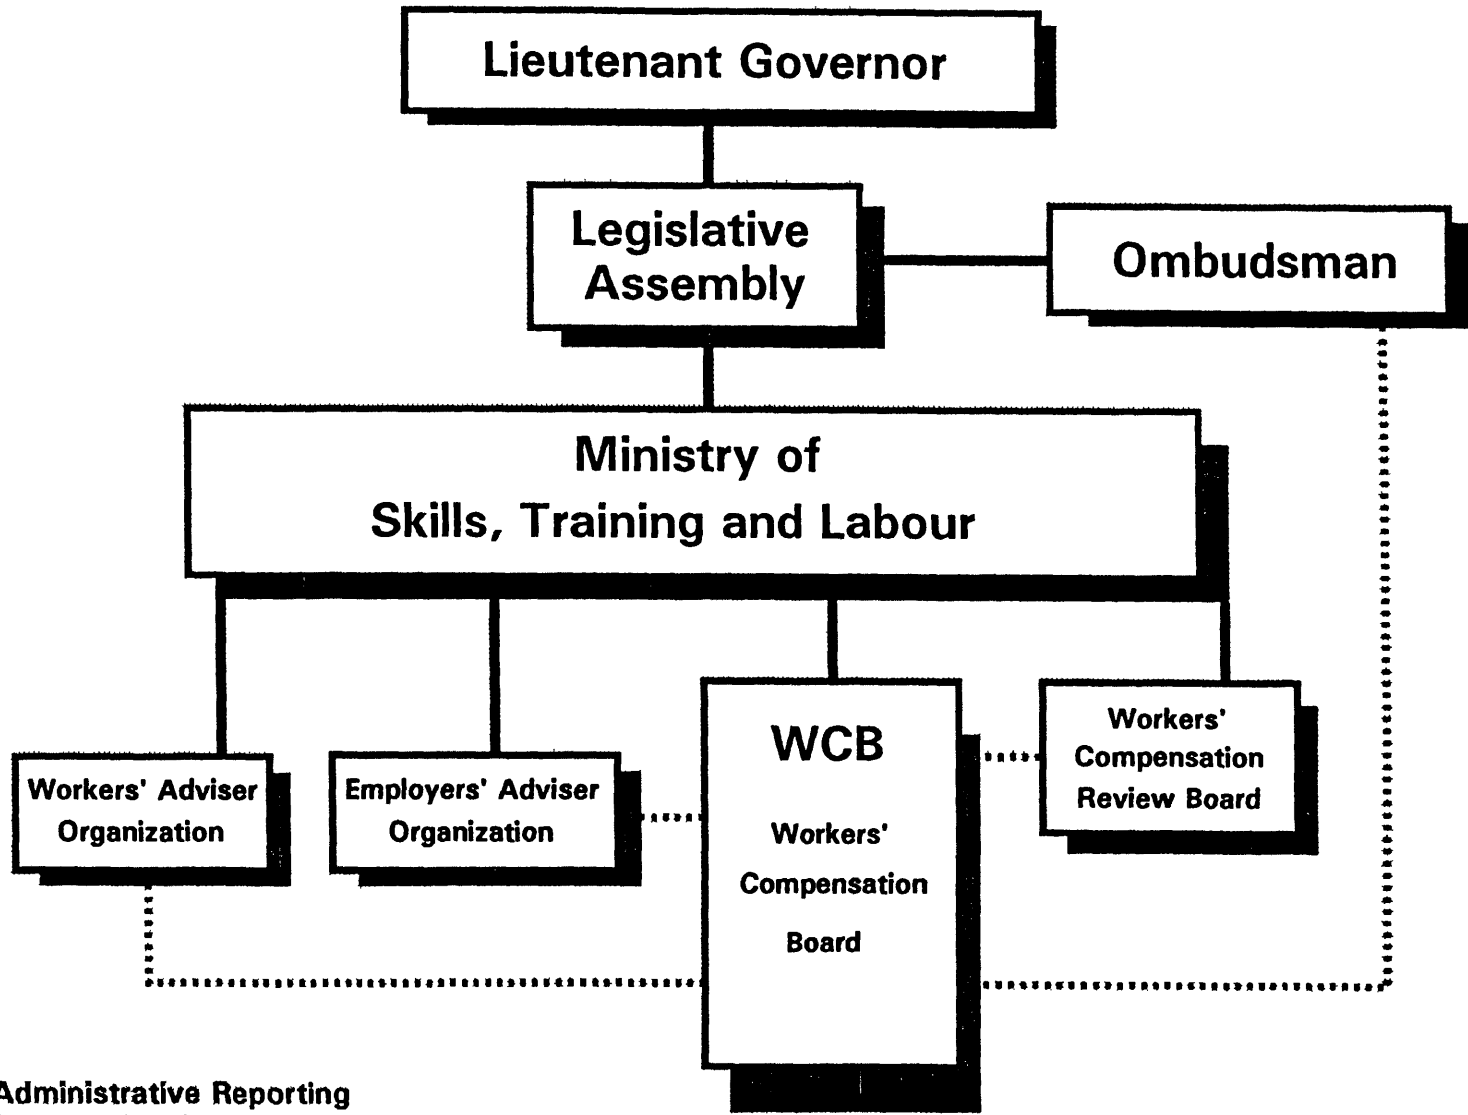 Lieutenant Governor
Legislative
Assembly
Ombudsman
Ministry of
Skills, Training and Labour
Workers' Adviser
Organization
Employers' Adviser
Organization
WCB
Workers'
Compensation
Board
Workers'
Compensation
Review Board
Administrative Reporting